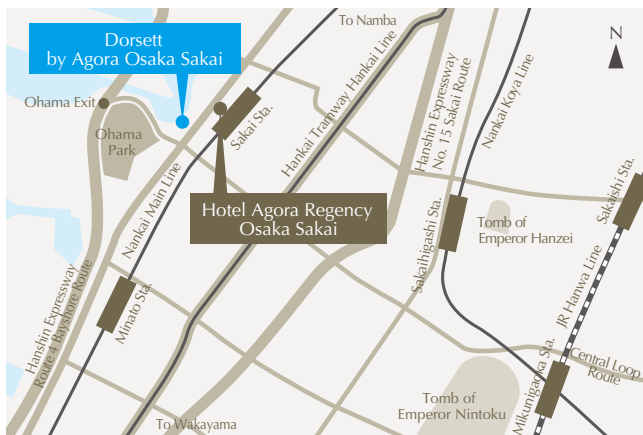 To Namba
N
Dorsett
by Agora Osaka Sakai
Ohama Exit
Ohama
Park
Sakai Sta.
Hankai Tramway Hankai Line
Hanshin Expressway
No. 15 Sakai Route
Nankai Koya Line
Nankai Main Line
Hotel Agora Regency
Osaka Sakai
Sakaishi Sta.
Tomb of
Emperor Hanzei
Sakaihigashi Sta.
JR Hanwa Line
Hanshin Expressway
Route 4 Bayshore Route
Minato Sta.
Central Loop
Route
Mikunigaoka Sta.
Tomb of
Emperor Nintoku
To Wakayama